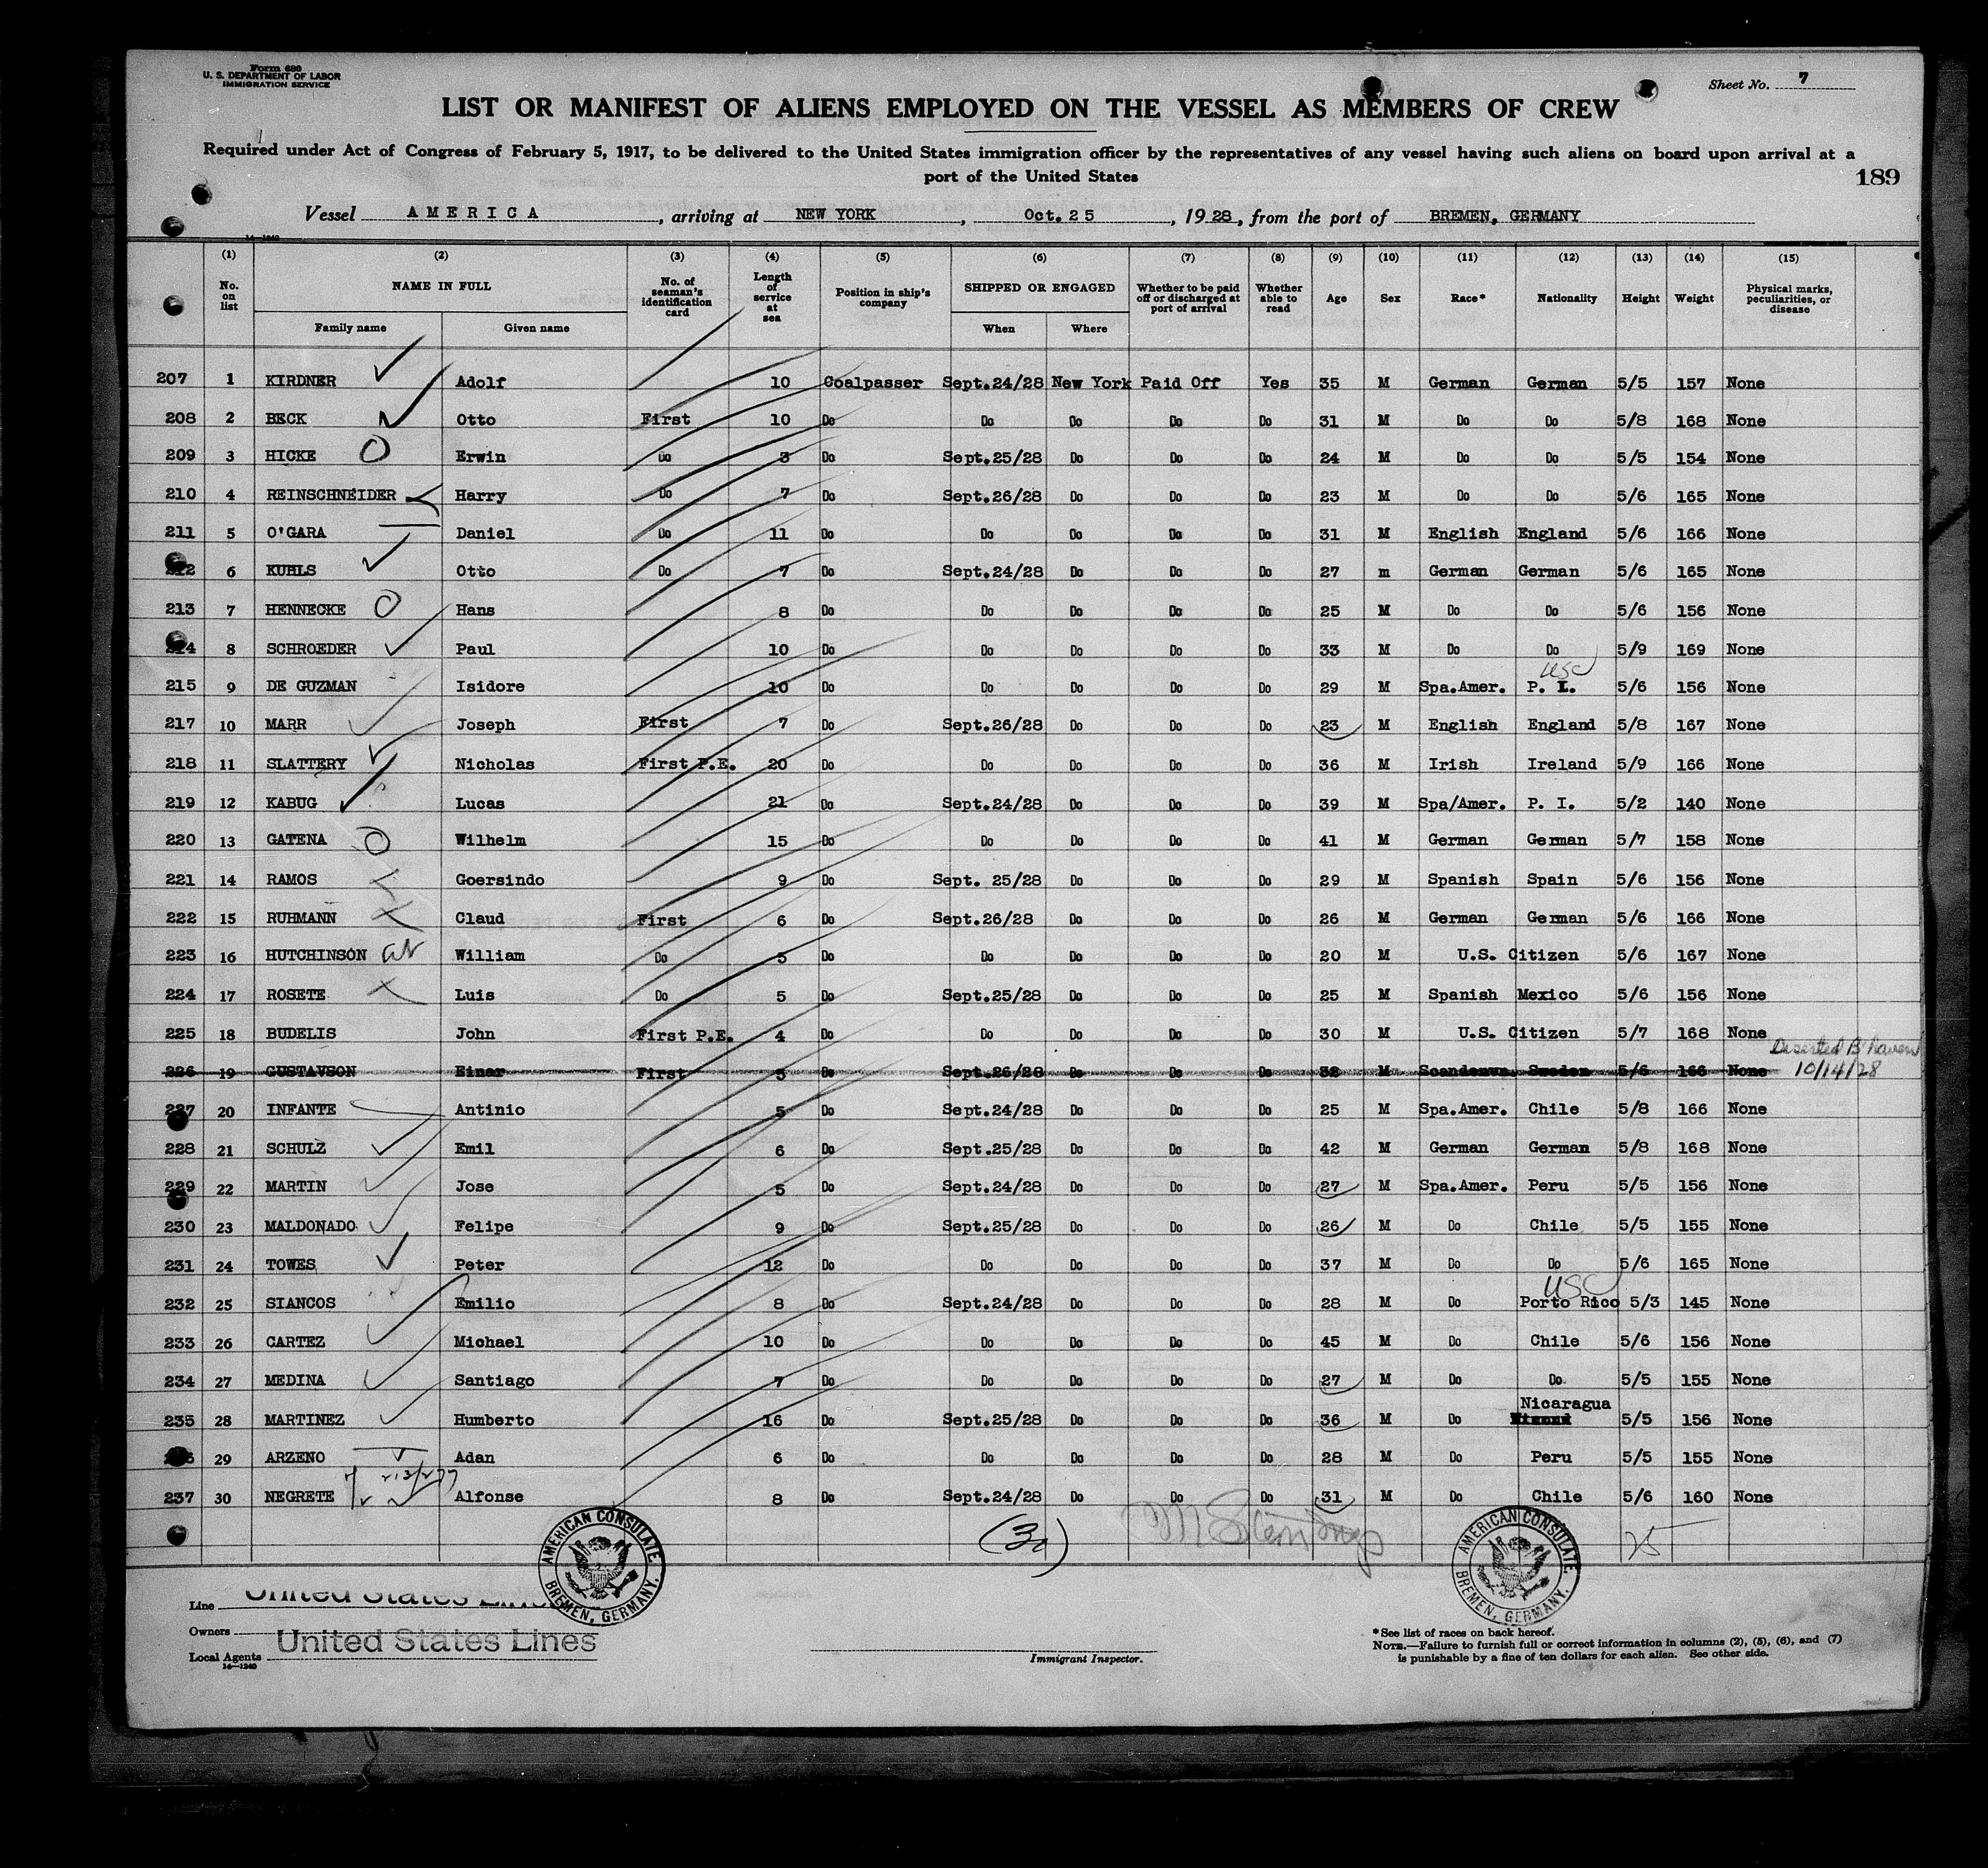 Form 680
U. S. DEPARTMENT OF LABOR
IMMIGRATION SERVICE
Sheet No. 7
LIST OR MANIFEST OF ALIENS EMPLOYED ON THE VESSEL AS MEMBERS OF CREW
Required under Act of Congress of February 5, 1917, to be delivered to the United States immigration officer by the representatives of any vessel having such aliens on board upon arrival at a
port of the United States
189
Vessel AMERICA, arriving at NEW YORK, Oct. 25, 1928, from the port of BREMEN, GERMANY
14—1240
(1) (2) (3) (4) (5) (6) (7) (8) (9) (10) (11) (12) (13) (14) (15)
No. on list NAME IN FULL Family name Given name No. of seaman's identification card Length of service at sea Position in ship's company SHIPPED OR ENGAGED When Where Whether to be paid off or discharged at port of arrival Whether able to read Age Sex Race* Nationality Height Weight Physical marks, peculiarities, or disease
207 1 KIRDNER Adolf 10 Coalpasser Sept.24/28 New York Paid Off Yes 35 M German German 5/5 157 None
208 2 BECK Otto First 10 Do Do Do Do Do 31 M Do Do 5/8 168 None
209 3 HICKE Erwin Do 3 Do Sept.25/28 Do Do Do 24 M Do Do 5/5 154 None
210 4 REINSCHNEIDER Harry Do 7 Do Sept.26/28 Do Do Do 23 M Do Do 5/6 165 None
211 5 O'GARA Daniel Do 11 Do Do Do Do Do 31 M English England 5/6 166 None
212 6 KUHLS Otto Do 7 Do Sept.24/28 Do Do Do 27 m German German 5/6 165 None
213 7 HENNECKE Hans 8 Do Do Do Do Do 25 M Do Do 5/6 156 None
214 8 SCHROEDER Paul 10 Do Do Do Do Do 33 M Do Do 5/9 169 None
USC
215 9 DE GUZMAN Isidore 10 Do Do Do Do Do 29 M Spa.Amer. P. I. 5/6 156 None
217 10 MARR Joseph First 7 Do Sept.26/28 Do Do Do 23 M English England 5/8 167 None
218 11 SLATTERY Nicholas First P.E. 20 Do Do Do Do Do 36 M Irish Ireland 5/9 166 None
219 12 KABUG Lucas 21 Do Sept.24/28 Do Do Do 39 M Spa/Amer. P. I. 5/2 140 None
220 13 GATENA Wilhelm 15 Do Do Do Do Do 41 M German German 5/7 158 None
221 14 RAMOS Goersindo 9 Do Sept. 25/28 Do Do Do 29 M Spanish Spain 5/6 156 None
222 15 RUHMANN Claud First 6 Do Sept.26/28 Do Do Do 26 M German German 5/6 166 None
223 16 HUTCHINSON William Do 5 Do Do Do Do Do 20 M U.S. Citizen 5/6 167 None
224 17 ROSETE Luis Do 5 Do Sept.25/28 Do Do Do 25 M Spanish Mexico 5/6 156 None
225 18 BUDELIS John First P.E. 4 Do Do Do Do Do 30 M U.S. Citizen 5/7 168 None
Deserted B'haven
226 19 GUSTAVSON Einar First 5 Do Sept.26/28 Do Do Do 32 M Scandenvn. Sweden 5/6 166 None 10/14/28
227 20 INFANTE Antinio 5 Do Sept.24/28 Do Do Do 25 M Spa.Amer. Chile 5/8 166 None
228 21 SCHULZ Emil 6 Do Sept.25/28 Do Do Do 42 M German German 5/8 168 None
229 22 MARTIN Jose 5 Do Sept.24/28 Do Do Do 27 M Spa.Amer. Peru 5/5 156 None
230 23 MALDONADO Felipe 9 Do Sept.25/28 Do Do Do 26 M Do Chile 5/5 155 None
231 24 TOWES Peter 12 Do Do Do Do Do 37 M Do Do 5/6 165 None
USC
232 25 SIANCOS Emilio 8 Do Sept.24/28 Do Do Do 28 M Do Porto Rico 5/3 145 None
233 26 CARTEZ Michael 10 Do Do Do Do Do 45 M Do Chile 5/6 156 None
234 27 MEDINA Santiago 7 Do Do Do Do Do 27 M Do Do 5/5 155 None
Nicaragua
235 28 MARTINEZ Humberto 16 Do Sept.25/28 Do Do Do 36 M Do 5/5 156 None
236 29 ARZENO Adan 6 Do Do Do Do Do 28 M Do Peru 5/5 155 None
237 30 NEGRETE Alfonse 8 Do Sept.24/28 Do Do Do 31 M Do Chile 5/6 160 None
(30)
25
AMERICAN CONSULATE, BREMEN, GERMANY.
AMERICAN CONSULATE, BREMEN, GERMANY.
Line United States Lines
Owners
United States Lines
Local Agents
14—1240
Immigrant Inspector.
*See list of races on back hereof.
NOTE.—Failure to furnish full or correct information in columns (2), (5), (6), and (7)
is punishable by a fine of ten dollars for each alien. See other side.